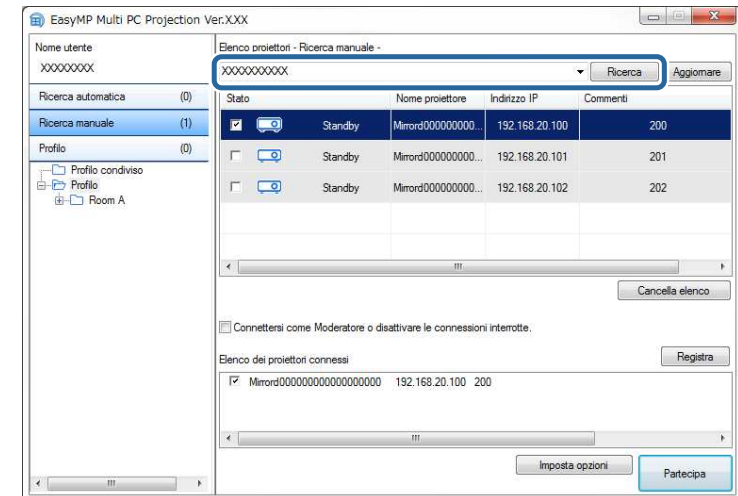 EasyMP Multi PC Projection Ver.XXX
Nome utente
XXXXXXXX
Ricerca automatica (0)
Ricerca manuale (1)
Profilo (0)
Profilo condiviso
Profilo
Room A
Elenco proiettori - Ricerca manuale -
XXXXXXXXXX Ricerca Aggiornare
Stato Nome proiettore Indirizzo IP Commenti
Standby Mirrord000000000... 192.168.20.100 200
Standby Mirrord000000000... 192.168.20.101 201
Standby Mirrord000000000... 192.168.20.102 202
Cancella elenco
Connettersi come Moderatore o disattivare le connessioni interrotte.
Elenco dei proiettori connessi Registra
Mirrord000000000000000000 192.168.20.100 200
Imposta opzioni Partecipa